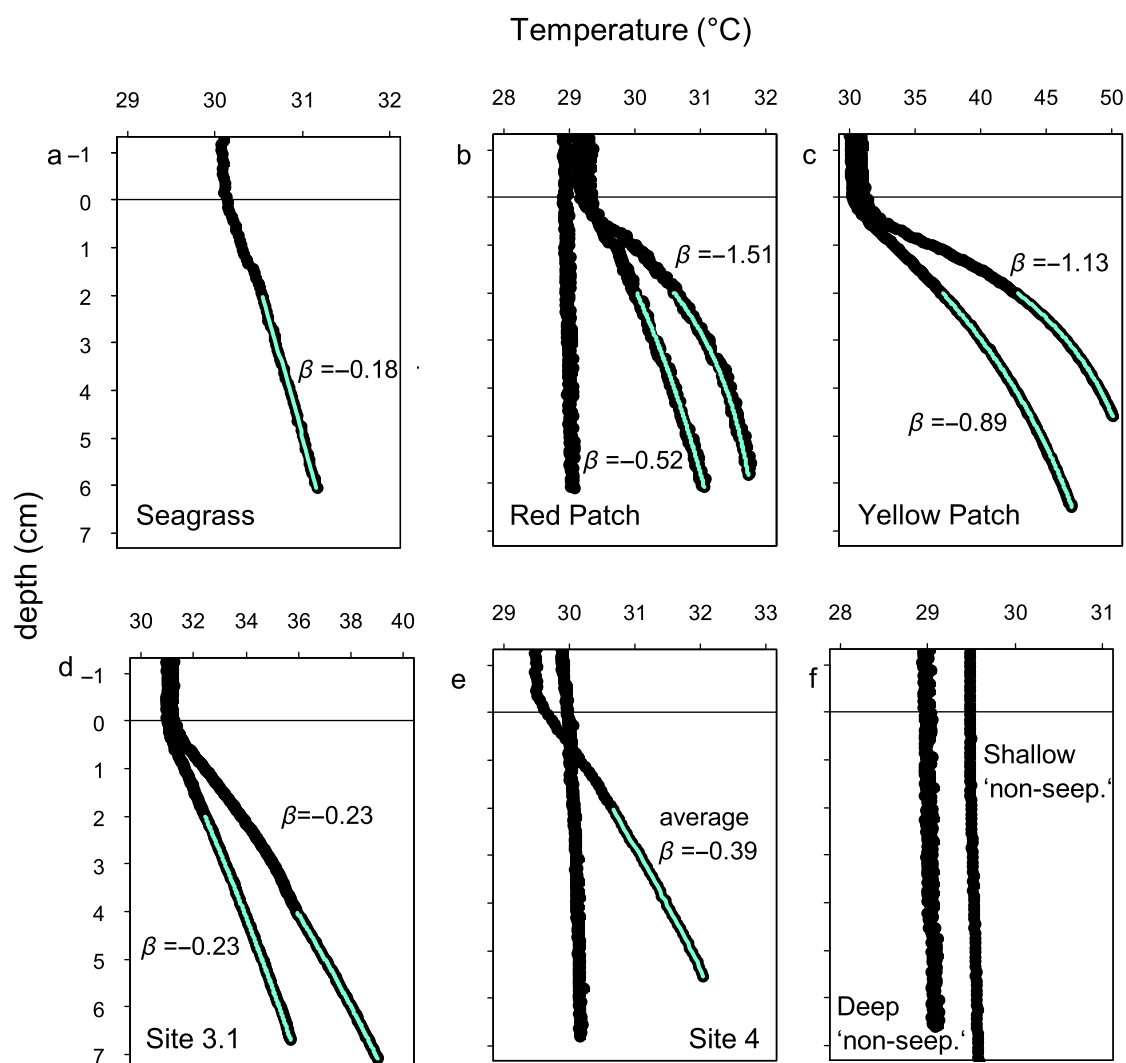 Temperature (°C)
29 30 31 32
28 29 30 31 32
30 35 40 45 50
a
b
c
−1
0
1
2
3
4
5
6
7
β =−0.18
Seagrass
β =−1.51
β =−0.52
Red Patch
β =−1.13
β =−0.89
Yellow Patch
depth (cm)
30 32 34 36 38 40
29 30 31 32 33
28 29 30 31
d
e
f
−1
0
1
2
3
4
5
6
7
β=−0.23
β =−0.23
Site 3.1
average
β =−0.39
Site 4
Shallow
‘non-seep.‘
Deep
‘non-seep.‘